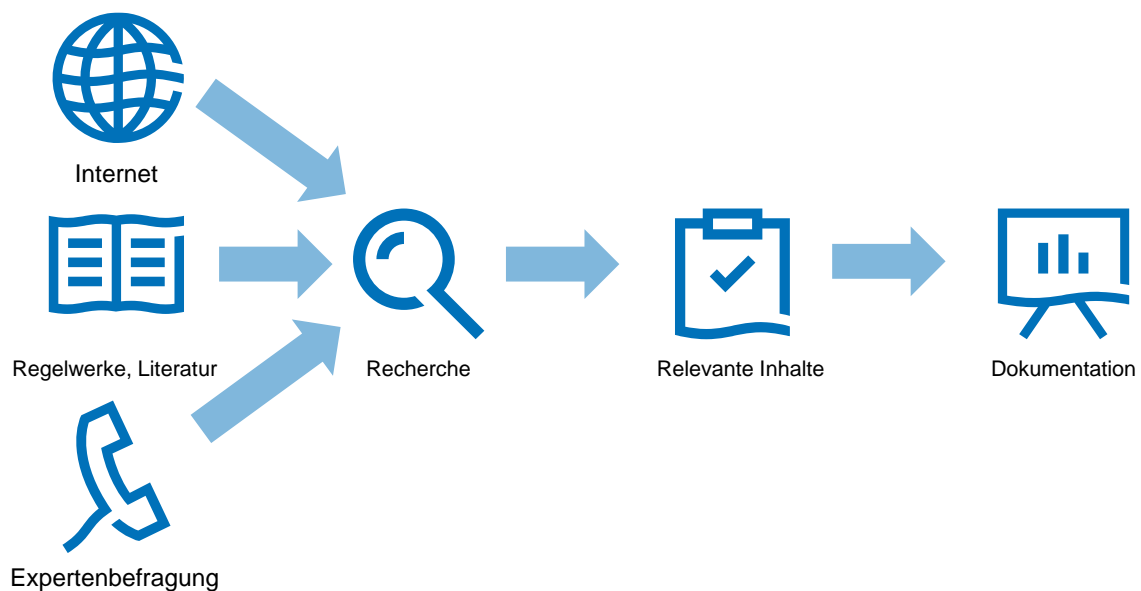 Internet
Regelwerke, Literatur
Recherche
Relevante Inhalte
Dokumentation
Expertenbefragung